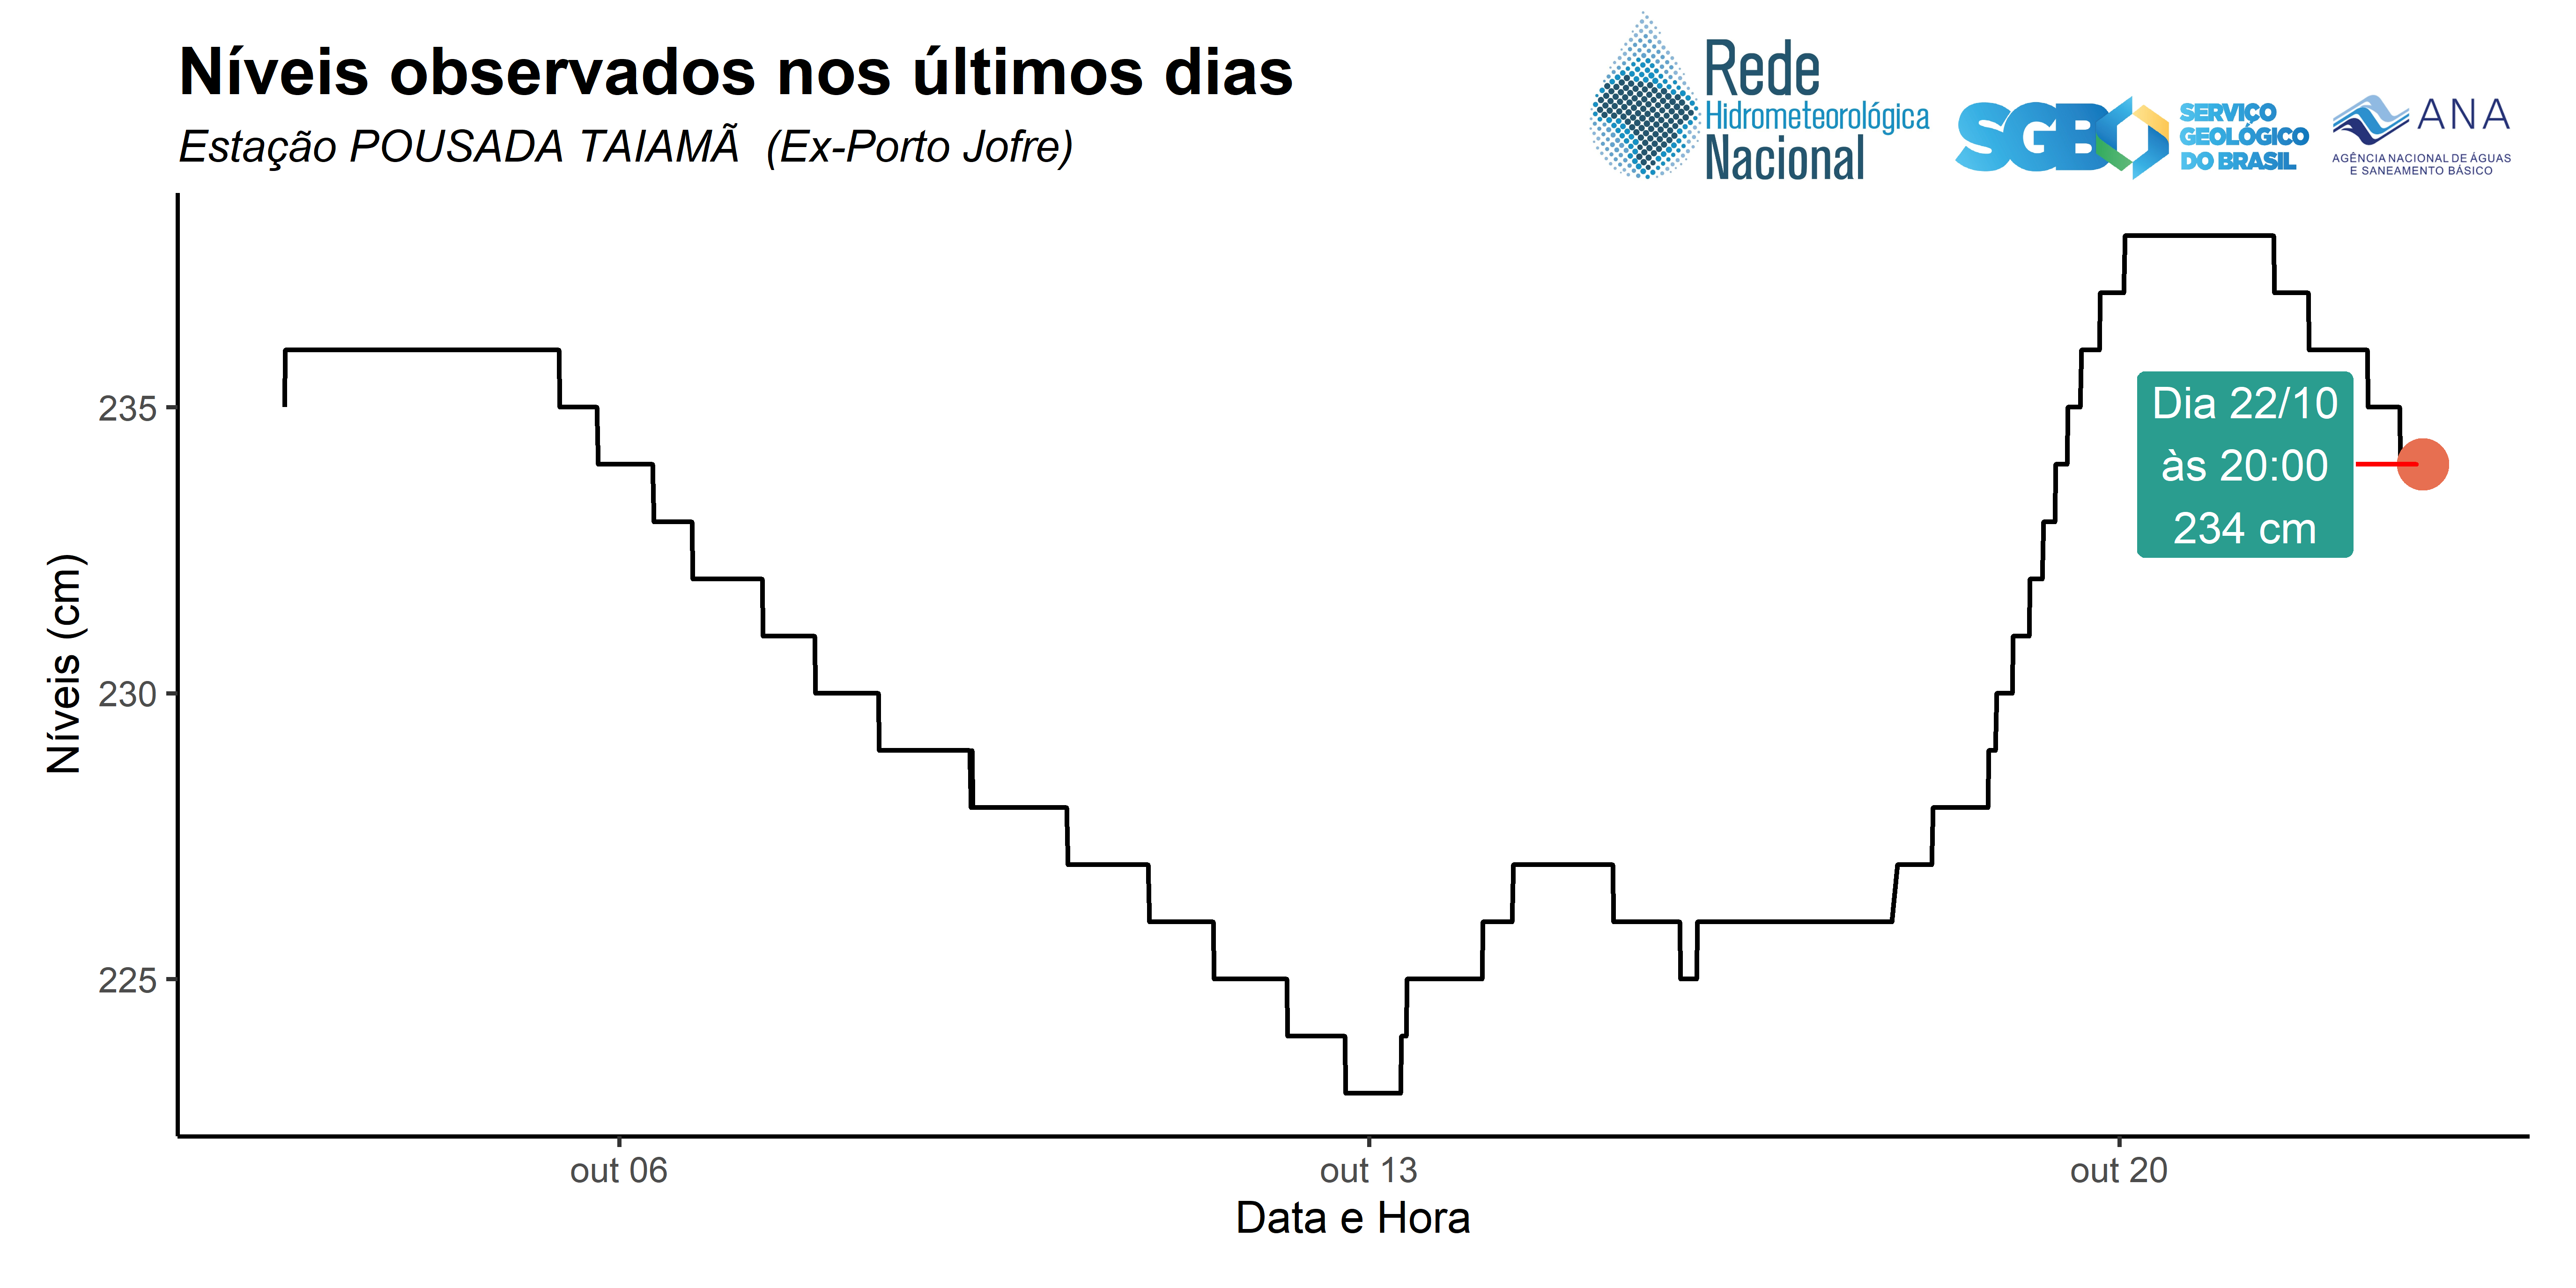 Níveis observados nos últimos dias
Estação POUSADA TAIAMÃ  (Ex-Porto Jofre)
Rede
Hidrometeorológica
Nacional
SGB
SERVIÇO
GEOLÓGICO
DO BRASIL
ANA
AGÊNCIA NACIONAL DE ÁGUAS
E SANEAMENTO BÁSICO
Níveis (cm)
235
230
225
Dia 22/10
às 20:00
234 cm
out 06
out 13
out 20
Data e Hora